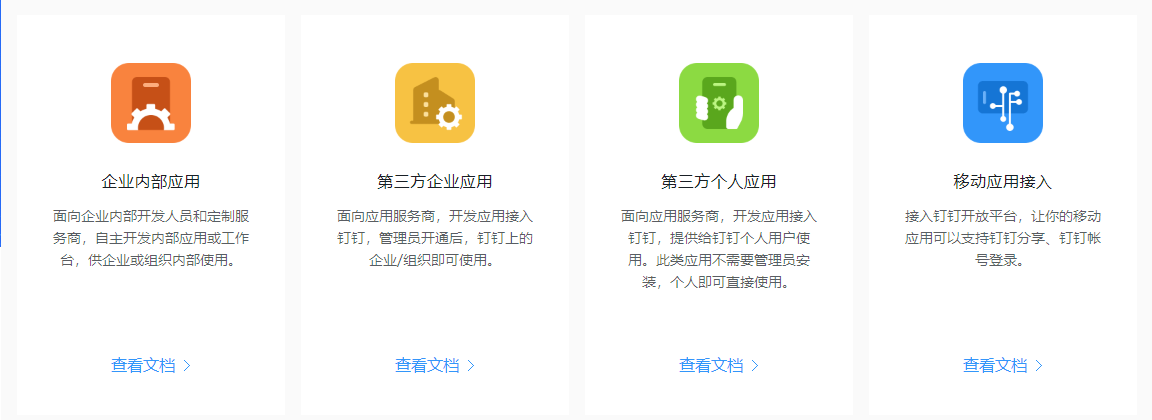 企业内部应用
面向企业内部开发人员和定制服
务商，自主开发内部应用或工作
台，供企业或组织内部使用。
查看文档
第三方企业应用
面向应用服务商，开发应用接入
钉钉，管理员开通后，钉钉上的
企业/组织即可使用。
查看文档
第三方个人应用
面向应用服务商，开发应用接入
钉钉，提供给钉钉个人用户使
用。此类应用不需要管理员安
装，个人即可直接使用。
查看文档
移动应用接入
接入钉钉开放平台，让你的移动
应用可以支持钉钉分享、钉钉帐
号登录。
查看文档